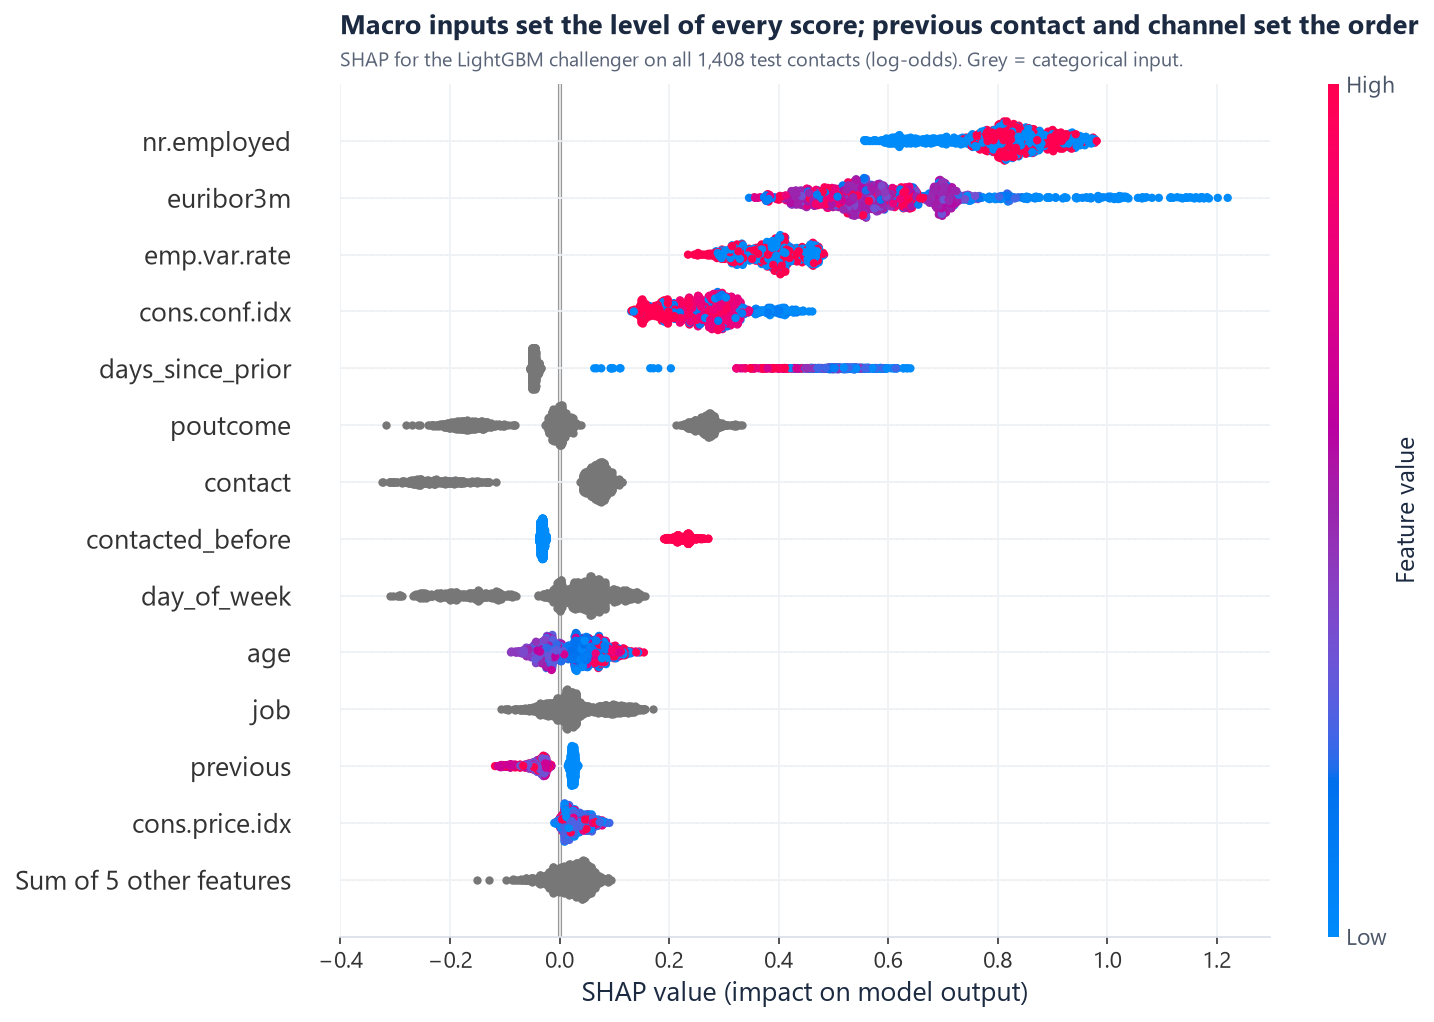 Macro inputs set the level of every score; previous contact and channel set the order
SHAP for the LightGBM challenger on all 1,408 test contacts (log-odds). Grey = categorical input.
High
nr.employed
euribor3m
emp.var.rate
cons.conf.idx
days_since_prior
poutcome
contact
contacted_before
day_of_week
age
job
previous
cons.price.idx
Sum of 5 other features
Feature value
Low
−0.4 −0.2 0.0 0.2 0.4 0.6 0.8 1.0 1.2
SHAP value (impact on model output)